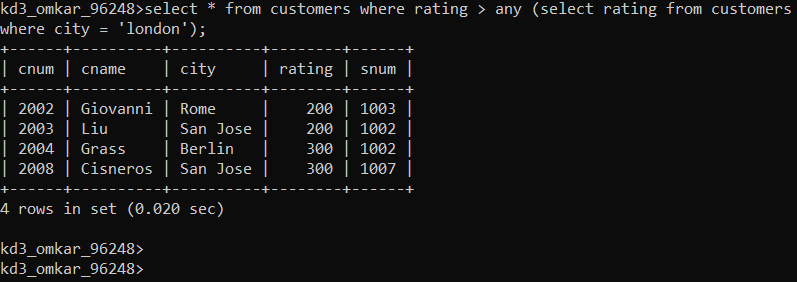 kd3_omkar_96248>select * from customers where rating > any (select rating from customers
where city = 'london');
+------+----------+----------+--------+------+
| cnum | cname    | city     | rating | snum |
+------+----------+----------+--------+------+
| 2002 | Giovanni | Rome     |    200 | 1003 |
| 2003 | Liu      | San Jose |    200 | 1002 |
| 2004 | Grass    | Berlin   |    300 | 1002 |
| 2008 | Cisneros | San Jose |    300 | 1007 |
+------+----------+----------+--------+------+
4 rows in set (0.020 sec)
kd3_omkar_96248>
kd3_omkar_96248>